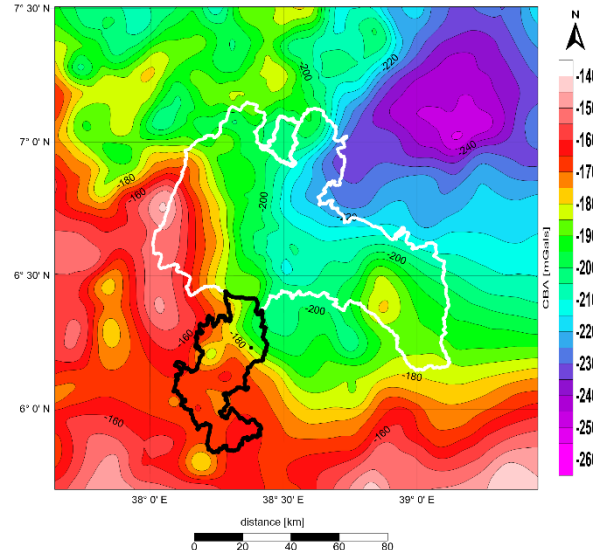 7° 30' N
7° 0' N
6° 30' N
6° 0' N
-200
-220
-240
-180
-160
-200
-200
-160
-180
-200
-180
-160
-160
38° 0' E
38° 30' E
39° 0' E
distance [km]
0 20 40 60 80
N
CBA [mGals]
-140
-150
-160
-170
-180
-190
-200
-210
-220
-230
-240
-250
-260